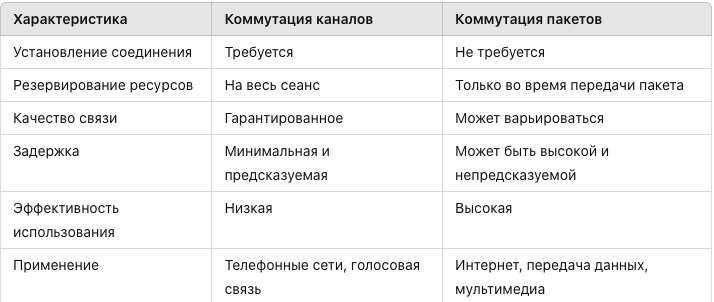 Характеристика Коммутация каналов Коммутация пакетов
Установление соединения Требуется Не требуется
Резервирование ресурсов На весь сеанс Только во время передачи пакета
Качество связи Гарантированное Может варьироваться
Задержка Минимальная и Может быть высокой и
предсказуемая непредсказуемой
Эффективность Низкая Высокая
использования
Применение Телефонные сети, голосовая Интернет, передача данных,
связь мультимедиа